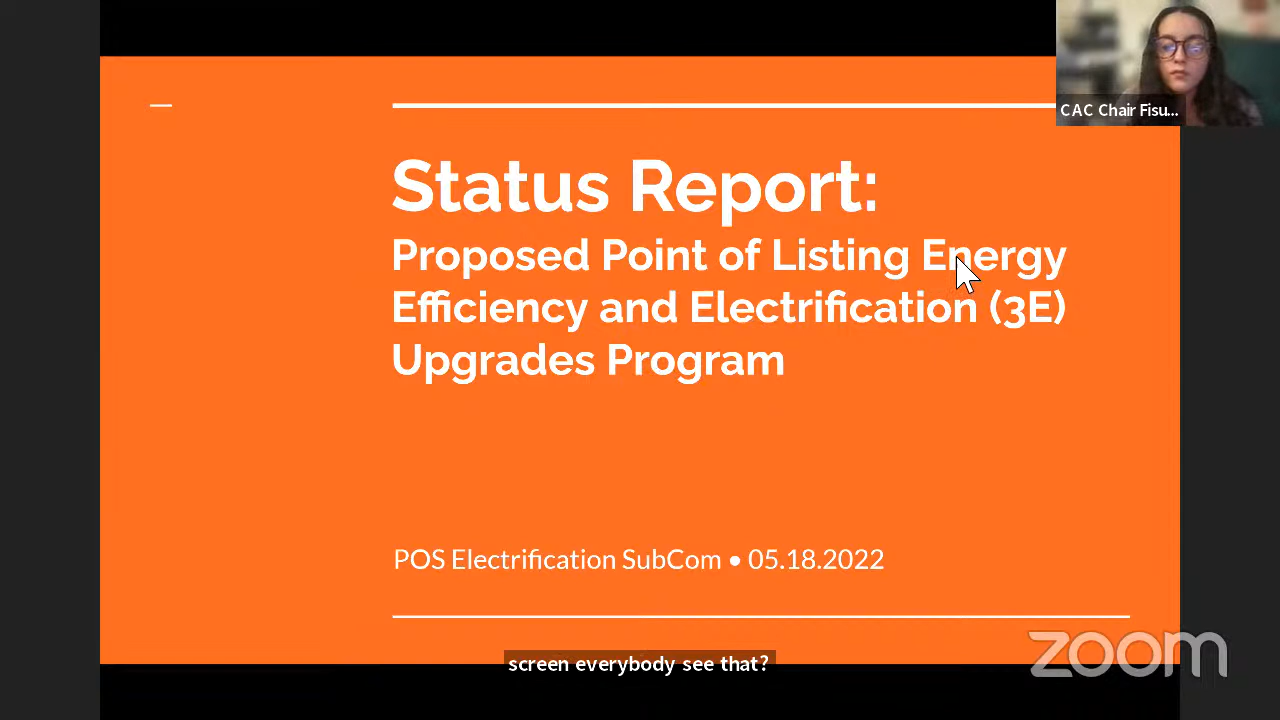 CAC Chair Fisu...
Status Report:
Proposed Point of Listing Energy
Efficiency and Electrification (3E)
Upgrades Program
POS Electrification SubCom • 05.18.2022
screen everybody see that?
zoom